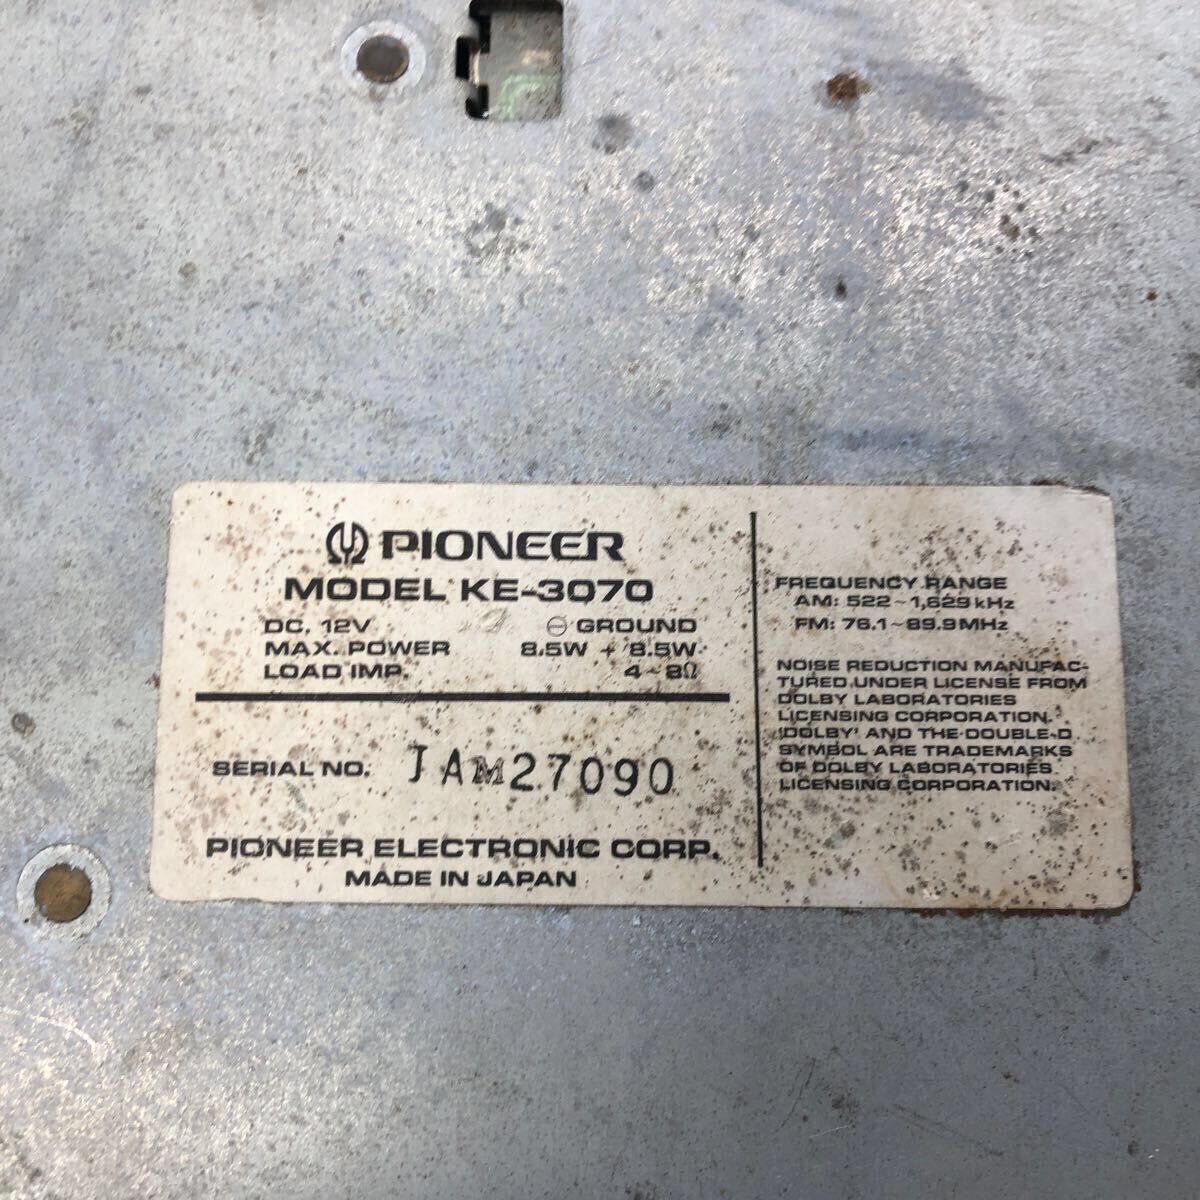 PIONEER
MODEL KE-3070
DC. 12V ⊖ GROUND
MAX. POWER 8.5W + 8.5W
LOAD IMP. 4~8Ω
SERIAL NO. JAM27090
PIONEER ELECTRONIC CORP.
MADE IN JAPAN
FREQUENCY RANGE
AM: 522~1,629 kHz
FM: 76.1~89.9MHz
NOISE REDUCTION MANUFAC-
TURED UNDER LICENSE FROM
DOLBY LABORATORIES
LICENSING CORPORATION.
'DOLBY' AND THE DOUBLE-D
SYMBOL ARE TRADEMARKS
OF DOLBY LABORATORIES
LICENSING CORPORATION.